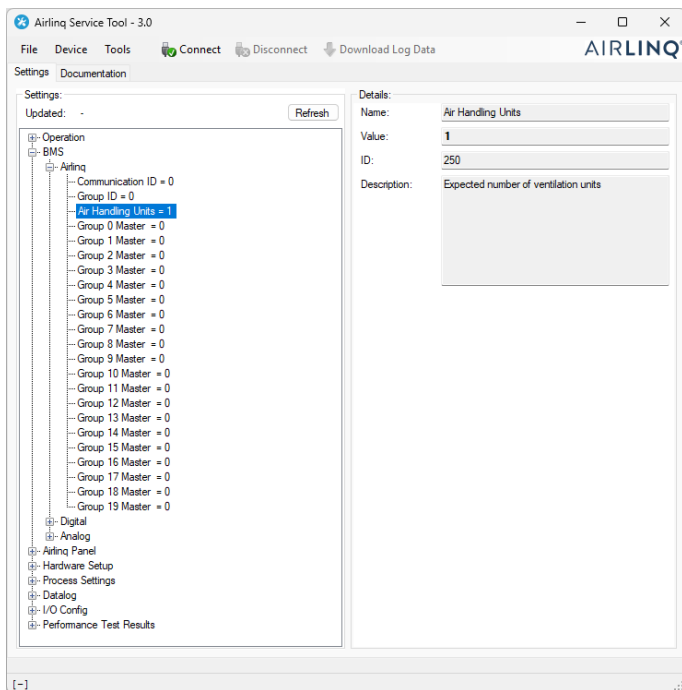 Airlinq Service Tool - 3.0
File Device Tools Connect Disconnect Download Log Data AIRLINQ
Settings Documentation
Settings:
Updated: - Refresh
Operation
BMS
Airlinq
Communication ID = 0
Group ID = 0
Air Handling Units = 1
Group 0 Master = 0
Group 1 Master = 0
Group 2 Master = 0
Group 3 Master = 0
Group 4 Master = 0
Group 5 Master = 0
Group 6 Master = 0
Group 7 Master = 0
Group 8 Master = 0
Group 9 Master = 0
Group 10 Master = 0
Group 11 Master = 0
Group 12 Master = 0
Group 13 Master = 0
Group 14 Master = 0
Group 15 Master = 0
Group 16 Master = 0
Group 17 Master = 0
Group 18 Master = 0
Group 19 Master = 0
Digital
Analog
Airlinq Panel
Hardware Setup
Process Settings
Datalog
I/O Config
Performance Test Results
Details:
Name: Air Handling Units
Value: 1
ID: 250
Description: Expected number of ventilation units
[-]